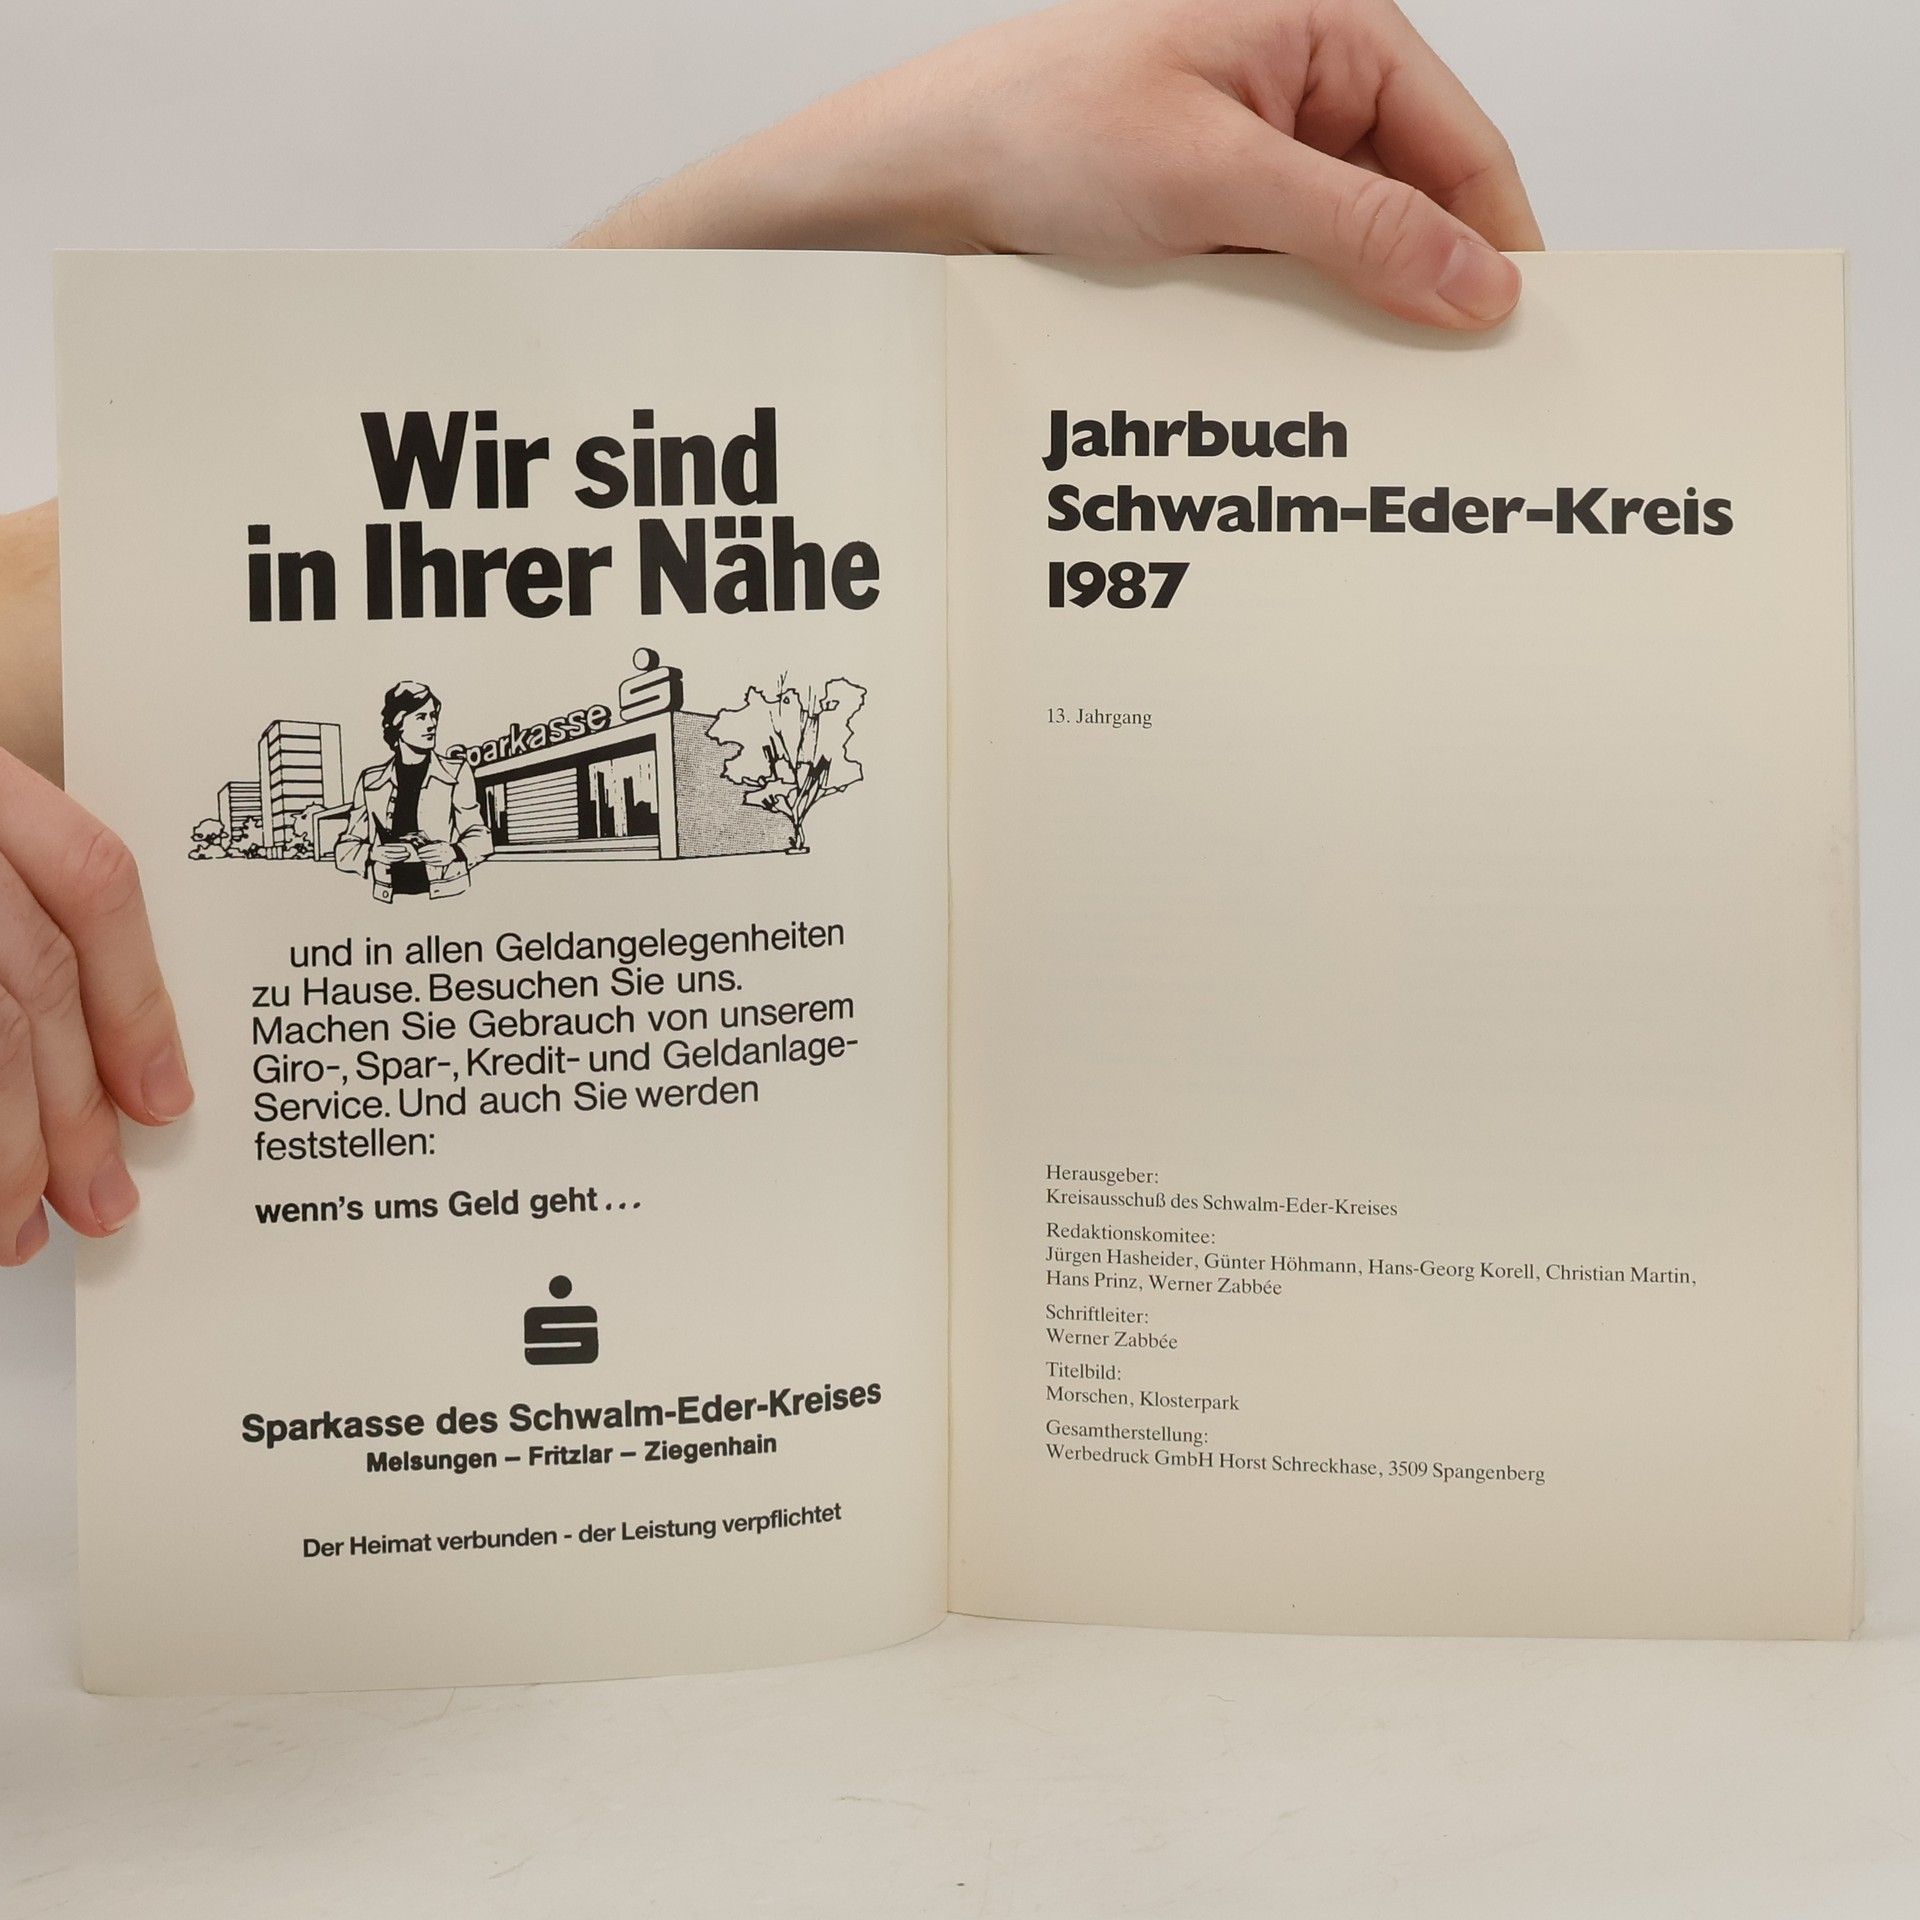 Wir sind
in Ihrer Nähe
Sparkasse
und in allen Geldangelegenheiten
zu Hause. Besuchen Sie uns.
Machen Sie Gebrauch von unserem
Giro-, Spar-, Kredit- und Geldanlage-
Service. Und auch Sie werden
feststellen:
wenn's ums Geld geht...
Sparkasse des Schwalm-Eder-Kreises
Melsungen – Fritzlar – Ziegenhain
Der Heimat verbunden - der Leistung verpflichtet
Jahrbuch
Schwalm-Eder-Kreis
1987
13. Jahrgang
Herausgeber:
Kreisausschuß des Schwalm-Eder-Kreises
Redaktionskomitee:
Jürgen Hasheider, Günter Höhmann, Hans-Georg Korell, Christian Martin,
Hans Prinz, Werner Zabbée
Schriftleiter:
Werner Zabbée
Titelbild:
Morschen, Klosterpark
Gesamtherstellung:
Werbedruck GmbH Horst Schreckhase, 3509 Spangenberg